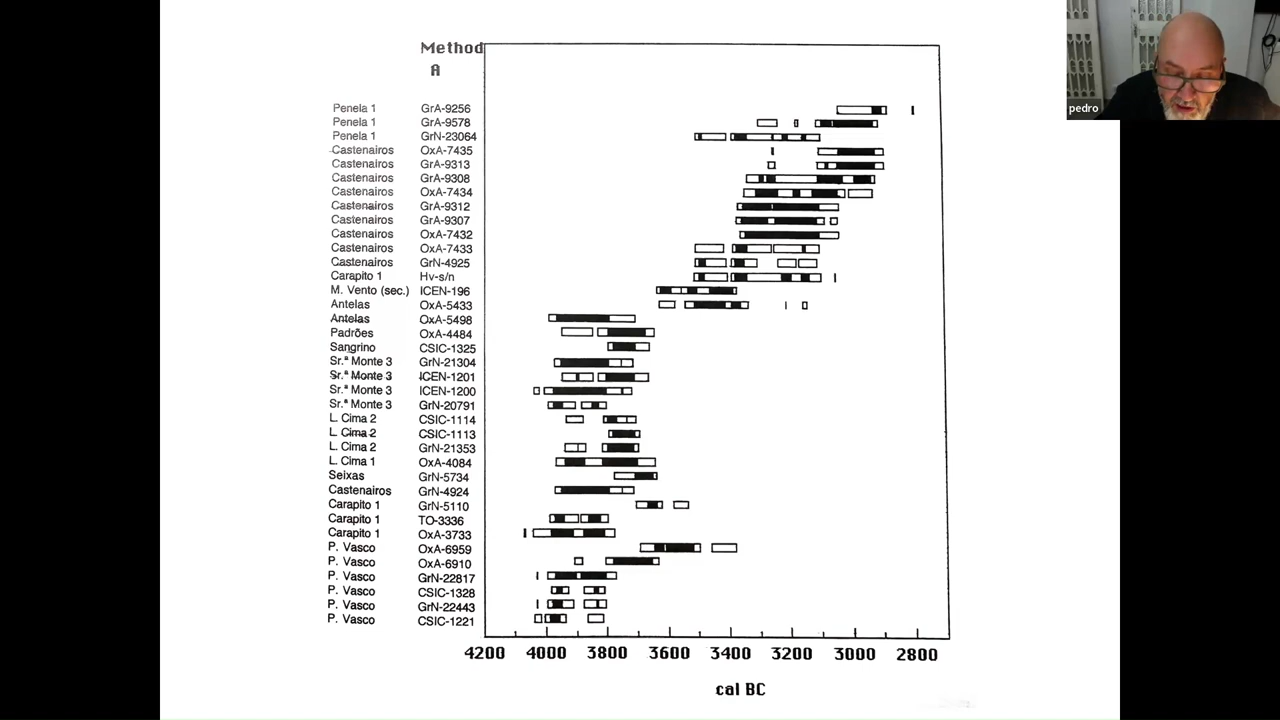 Method
A
pedro
Penela 1 GrA-9256
Penela 1 GrA-9578
Penela 1 GrN-23064
Castenairos OxA-7435
Castenairos GrA-9313
Castenairos GrA-9308
Castenairos OxA-7434
Castenairos GrA-9312
Castenairos GrA-9307
Castenairos OxA-7432
Castenairos OxA-7433
Castenairos GrN-4925
Carapito 1 Hv-s/n
M. Vento (sec.) ICEN-196
Antelas OxA-5433
Antelas OxA-5498
Padrões OxA-4484
Sangrino CSIC-1325
Sr.ª Monte 3 GrN-21304
Sr.ª Monte 3 ICEN-1201
Sr.ª Monte 3 ICEN-1200
Sr.ª Monte 3 GrN-20791
L. Cima 2 CSIC-1114
L. Cima 2 CSIC-1113
L. Cima 2 GrN-21353
L. Cima 1 OxA-4084
Seixas GrN-5734
Castenairos GrN-4924
Carapito 1 GrN-5110
Carapito 1 TO-3336
Carapito 1 OxA-3733
P. Vasco OxA-6959
P. Vasco OxA-6910
P. Vasco GrN-22817
P. Vasco CSIC-1328
P. Vasco GrN-22443
P. Vasco CSIC-1221
4200 4000 3800 3600 3400 3200 3000 2800
cal BC